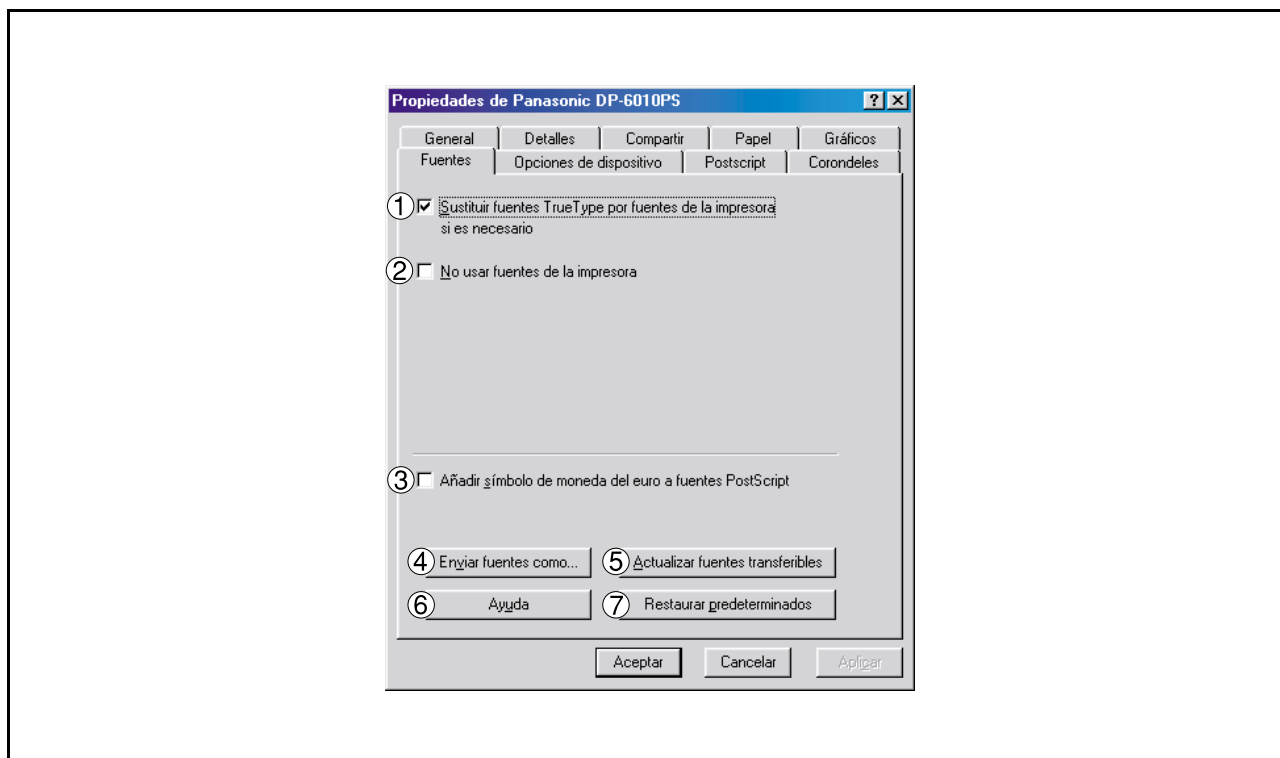 Propiedades de Panasonic DP-6010PS
General Detalles Compartir Papel Gráficos
Fuentes Opciones de dispositivo Postscript Corondeles
① Sustituir fuentes TrueType por fuentes de la impresora
si es necesario
② No usar fuentes de la impresora
③ Añadir símbolo de moneda del euro a fuentes PostScript
④ Enviar fuentes como... ⑤ Actualizar fuentes transferibles
⑥ Ayuda ⑦ Restaurar predeterminados
Aceptar Cancelar Aplicar